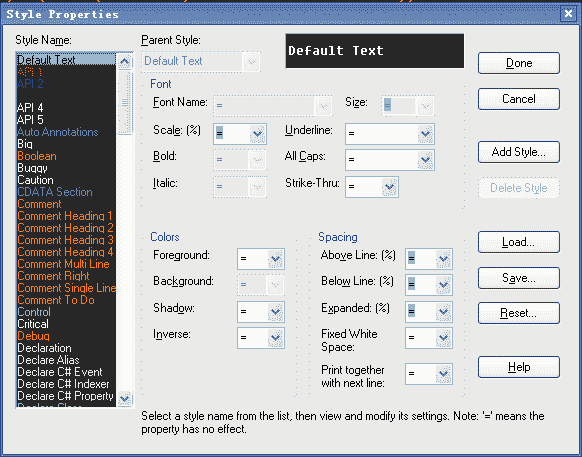 Style Properties
Style Name:
Default Text
API 1
API 2
API 4
API 5
Auto Annotations
Big
Boolean
Buggy
Caution
CDATA Section
Comment
Comment Heading 1
Comment Heading 2
Comment Heading 3
Comment Heading 4
Comment Multi Line
Comment Right
Comment Single Line
Comment To Do
Control
Critical
Debug
Declaration
Declare Alias
Declare C# Event
Declare C# Indexer
Declare C# Property
Declare Class
Parent Style:
Default Text
Default Text
Font
Font Name: =
Size: =
Scale: (%) =
Underline: =
Bold: =
All Caps: =
Italic: =
Strike-Thru: =
Colors
Foreground: =
Background: =
Shadow: =
Inverse: =
Spacing
Above Line: (%) =
Below Line: (%) =
Expanded: (%) =
Fixed White
Space: =
Print together
with next line: =
Done
Cancel
Add Style...
Delete Style
Load...
Save...
Reset...
Help
Select a style name from the list, then view and modify its settings. Note: '=' means the
property has no effect.